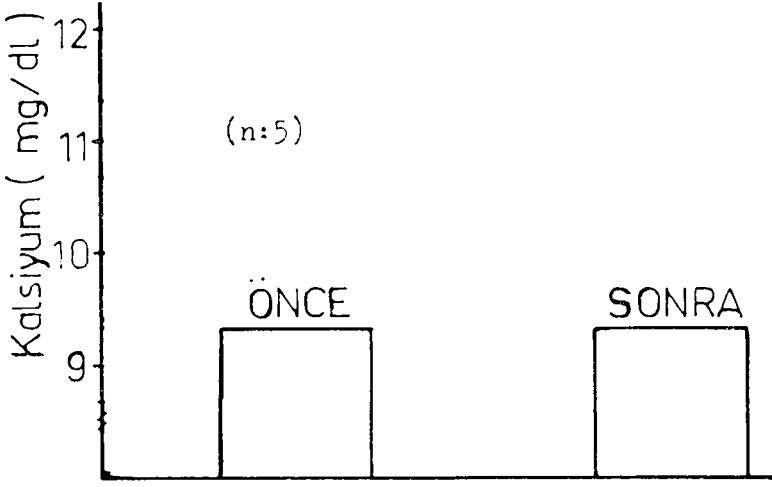 Kalsiyum ( mg/dl)
12
11
10
9
(n:5)
ÖNCE
SONRA